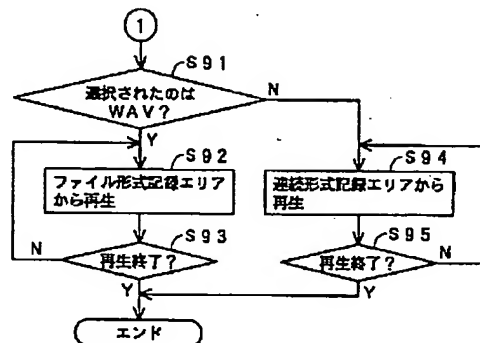 1
S91
選択されたのは
WAV?
N
Y
S92
ファイル形式記録エリア
から再生
S93
再生終了?
N
Y
S94
連続形式記録エリアから
再生
S95
再生終了?
N
Y
エンド